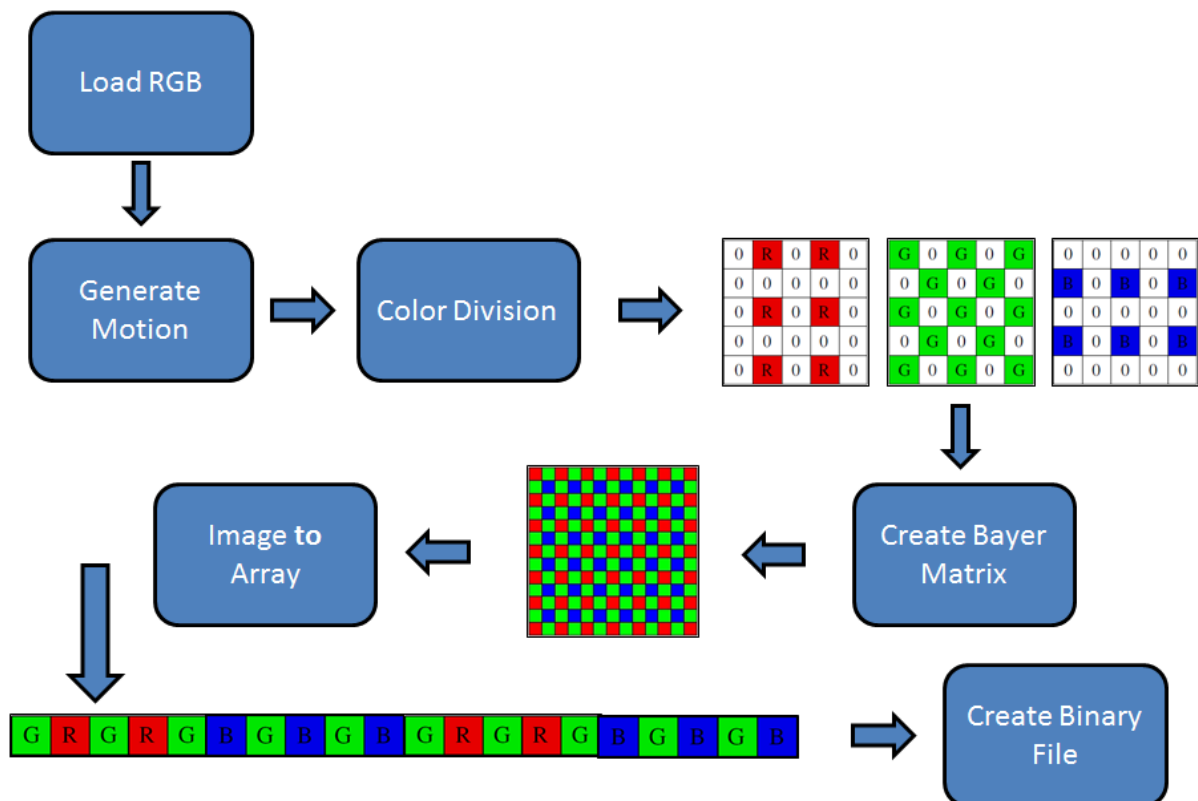 Load RGB
Generate
Motion
Color Division
0 R 0 R 0
0 0 0 0 0
0 R 0 R 0
0 0 0 0 0
0 R 0 R 0
G 0 G 0 G
0 G 0 G 0
G 0 G 0 G
0 G 0 G 0
G 0 G 0 G
0 0 0 0 0
B 0 B 0 B
0 0 0 0 0
B 0 B 0 B
0 0 0 0 0
Create Bayer
Matrix
Image to
Array
G R G R G B G B G B G R G R G B G B G B
Create Binary
File